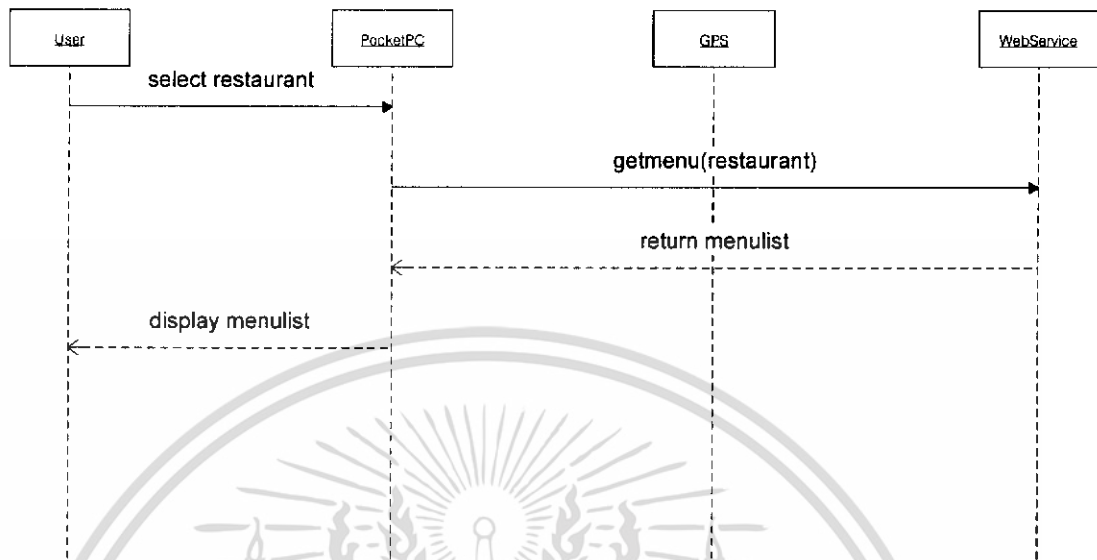 User
PocketPC
GPS
WebService
select restaurant
getmenu(restaurant)
return menulist
display menulist